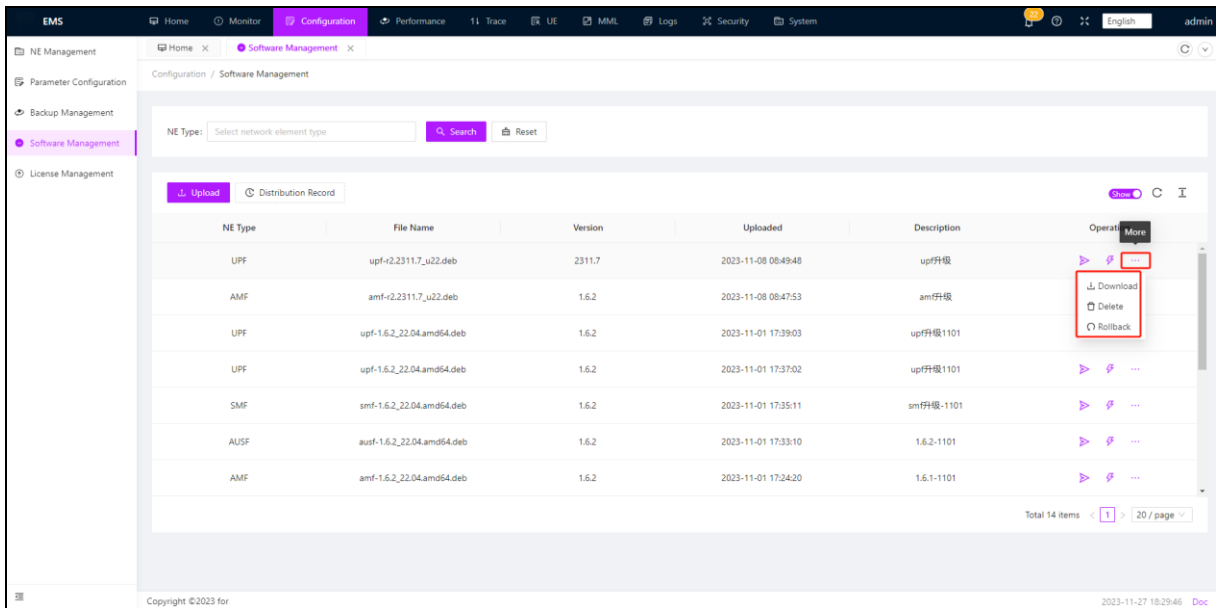 EMS Home Monitor Configuration Performance Trace UE MML Logs Security System 22 English admin
NE Management
Parameter Configuration
Backup Management
Software Management
License Management
Home Software Management
Configuration / Software Management
NE Type: Select network element type Search Reset
Upload Distribution Record Show
NE Type File Name Version Uploaded Description Operati
More
UPF upf-r2.2311.7_u22.deb 2311.7 2023-11-08 08:49:48 upf升级
AMF amf-r2.2311.7_u22.deb 1.6.2 2023-11-08 08:47:53 amf升级
Download
Delete
Rollback
UPF upf-1.6.2_22.04.amd64.deb 1.6.2 2023-11-01 17:39:03 upf升级1101
UPF upf-1.6.2_22.04.amd64.deb 1.6.2 2023-11-01 17:37:02 upf升级1101
SMF smf-1.6.2_22.04.amd64.deb 1.6.2 2023-11-01 17:35:11 smf升级-1101
AUSF ausf-1.6.2_22.04.amd64.deb 1.6.2 2023-11-01 17:33:10 1.6.2-1101
AMF amf-1.6.2_22.04.amd64.deb 1.6.2 2023-11-01 17:24:20 1.6.1-1101
Total 14 items < 1 > 20 / page
Copyright ©2023 for 2023-11-27 18:29:46 Doc